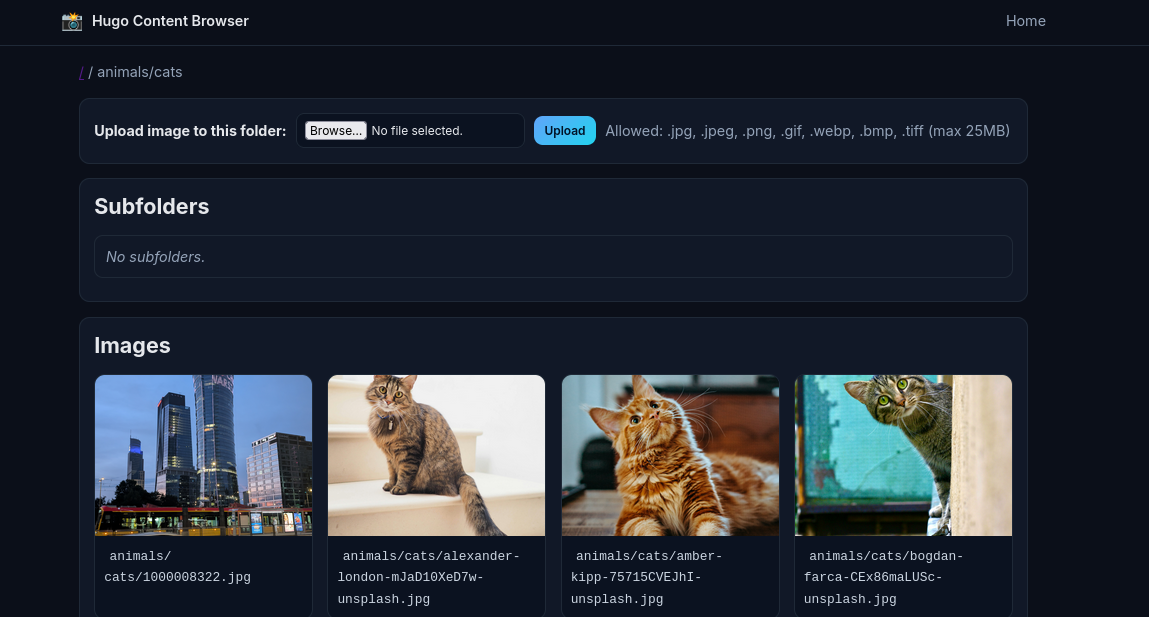 Hugo Content Browser
Home
/ / animals/cats
Upload image to this folder:
Browse...
No file selected.
Upload
Allowed: .jpg, .jpeg, .png, .gif, .webp, .bmp, .tiff (max 25MB)
Subfolders
No subfolders.
Images
animals/
cats/1000008322.jpg
animals/cats/alexander-
london-mJaD10XeD7w-
unsplash.jpg
animals/cats/amber-
kipp-75715CVEJhI-
unsplash.jpg
animals/cats/bogdan-
farca-CEx86maLUSc-
unsplash.jpg